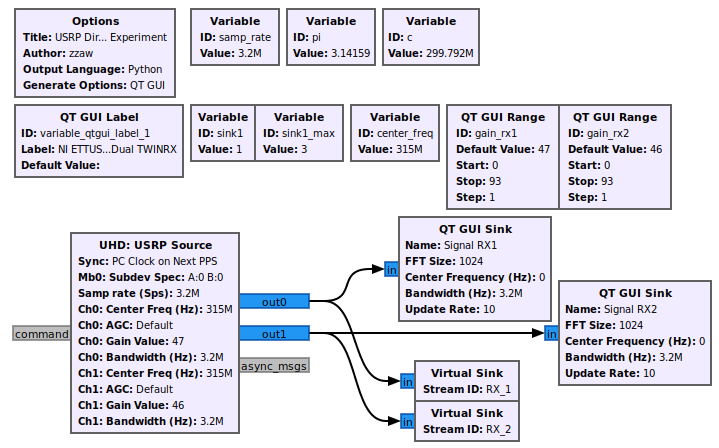 Options
Title: USRP Dir... Experiment
Author: zzaw
Output Language: Python
Generate Options: QT GUI
Variable
ID: samp_rate
Value: 3.2M
Variable
ID: pi
Value: 3.14159
Variable
ID: c
Value: 299.792M
QT GUI Label
ID: variable_qtgui_label_1
Label: NI ETTUS...Dual TWINRX
Default Value:
Variable
ID: sink1
Value: 1
Variable
ID: sink1_max
Value: 3
Variable
ID: center_freq
Value: 315M
QT GUI Range
ID: gain_rx1
Default Value: 47
Start: 0
Stop: 93
Step: 1
QT GUI Range
ID: gain_rx2
Default Value: 46
Start: 0
Stop: 93
Step: 1
UHD: USRP Source
Sync: PC Clock on Next PPS
Mb0: Subdev Spec: A:0 B:0
Samp rate (Sps): 3.2M
Ch0: Center Freq (Hz): 315M
Ch0: AGC: Default
Ch0: Gain Value: 47
Ch0: Bandwidth (Hz): 3.2M
Ch1: Center Freq (Hz): 315M
Ch1: AGC: Default
Ch1: Gain Value: 46
Ch1: Bandwidth (Hz): 3.2M
command
out0
out1
async_msgs
in
QT GUI Sink
Name: Signal RX1
FFT Size: 1024
Center Frequency (Hz): 0
Bandwidth (Hz): 3.2M
Update Rate: 10
in
QT GUI Sink
Name: Signal RX2
FFT Size: 1024
Center Frequency (Hz): 0
Bandwidth (Hz): 3.2M
Update Rate: 10
in
Virtual Sink
Stream ID: RX_1
in
Virtual Sink
Stream ID: RX_2